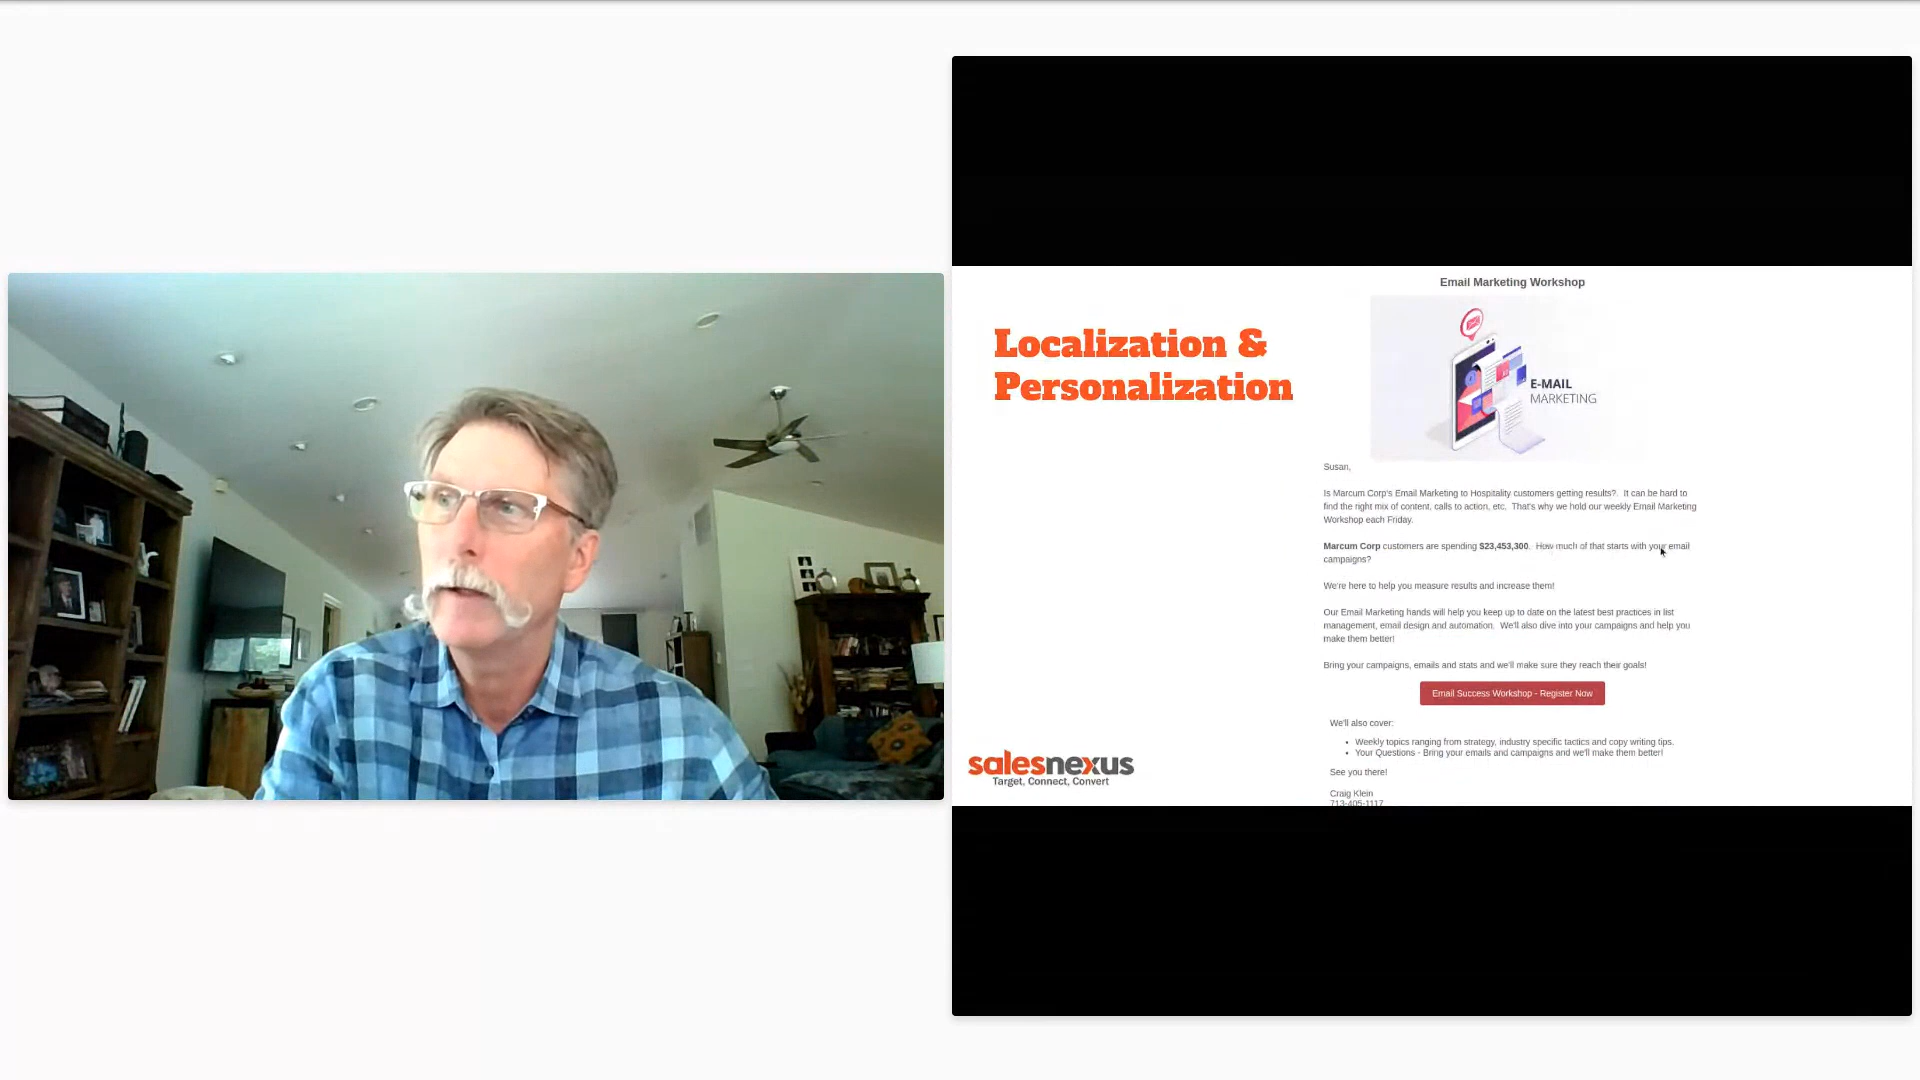 Localization &
Personalization
salesnexus
Target, Connect, Convert
Email Marketing Workshop
E-MAIL
MARKETING
Susan,
Is Marcum Corp's Email Marketing to Hospitality customers getting results?. It can be hard to
find the right mix of content, calls to action, etc. That's why we hold our weekly Email Marketing
Workshop each Friday.
Marcum Corp customers are spending $23,453,300. How much of that starts with your email
campaigns?
We're here to help you measure results and increase them!
Our Email Marketing hands will help you keep up to date on the latest best practices in list
management, email design and automation. We'll also dive into your campaigns and help you
make them better!
Bring your campaigns, emails and stats and we'll make sure they reach their goals!
Email Success Workshop - Register Now
We'll also cover:
• Weekly topics ranging from strategy, industry specific tactics and copy writing tips.
• Your Questions - Bring your emails and campaigns and we'll make them better!
See you there!
Craig Klein
713-405-1117